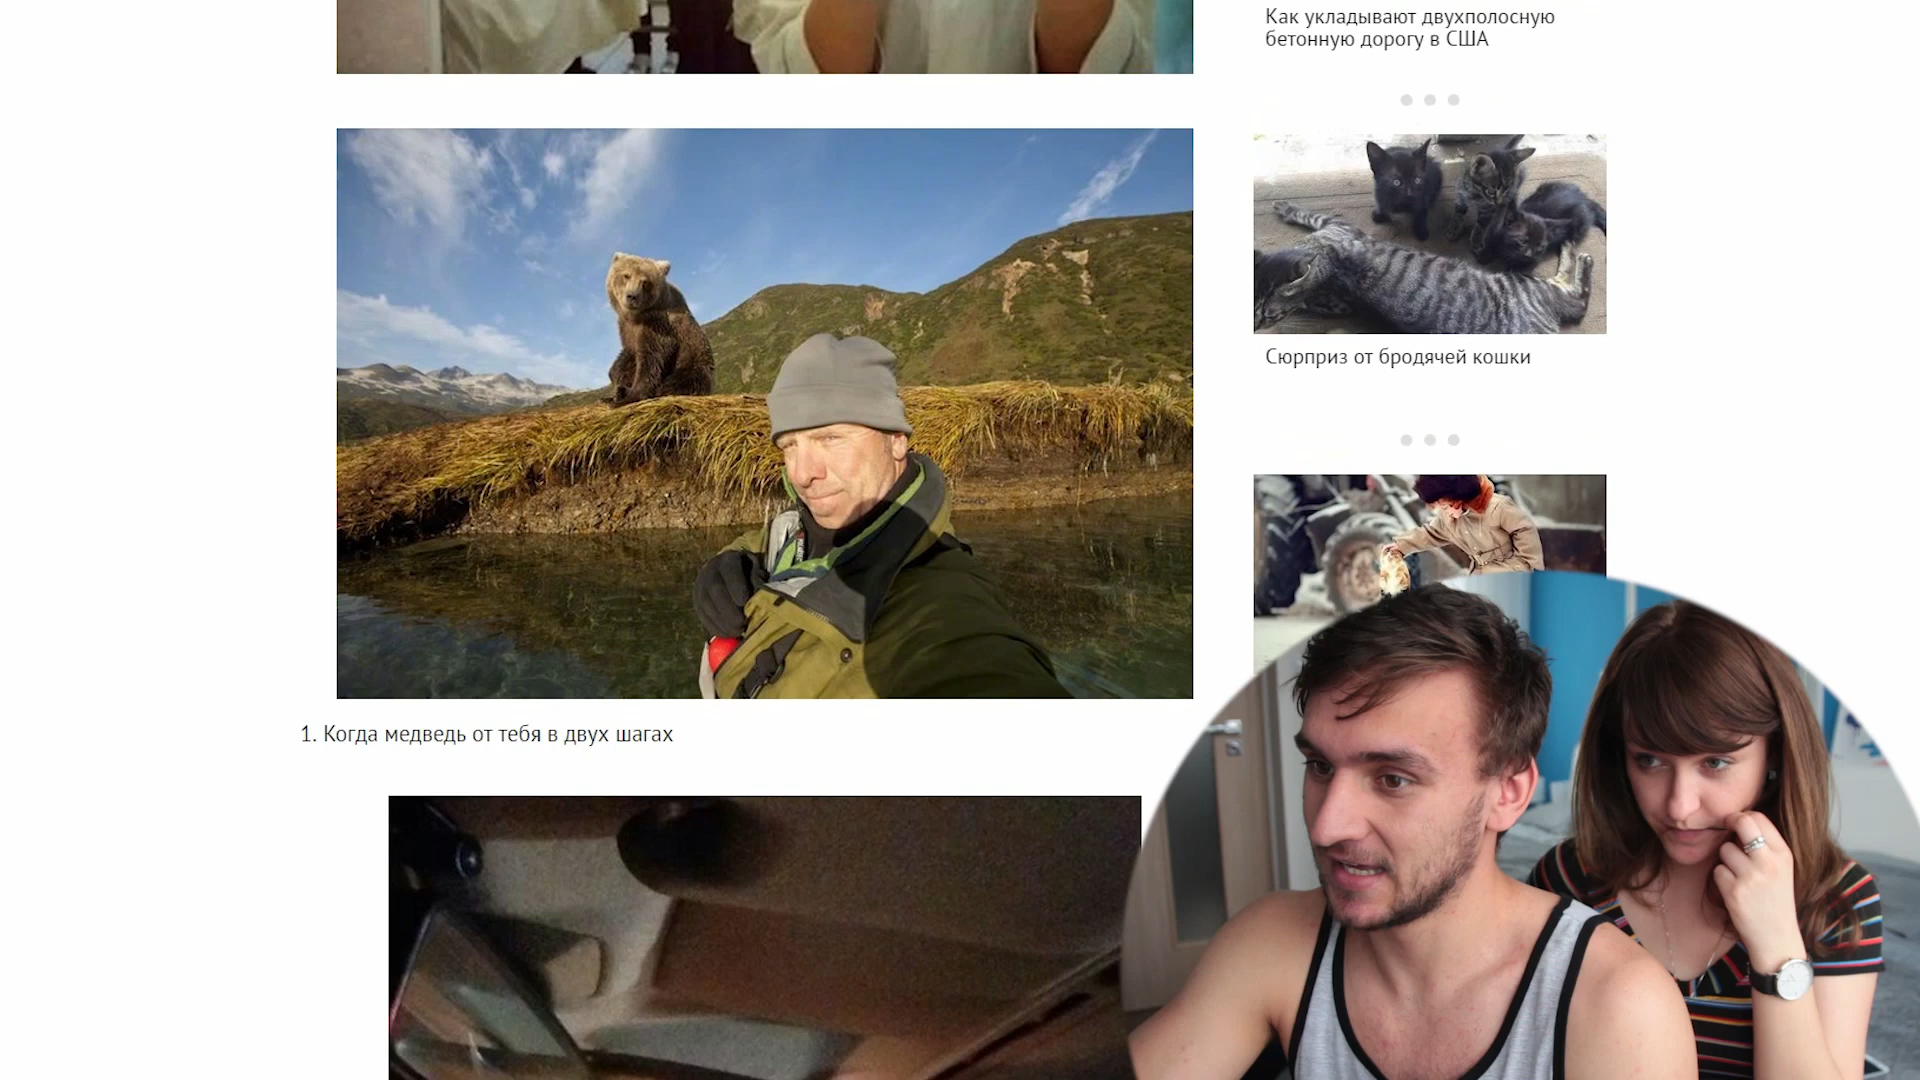 Как укладывают двухполосную
бетонную дорогу в США
Сюрприз от бродячей кошки
1. Когда медведь от тебя в двух шагах